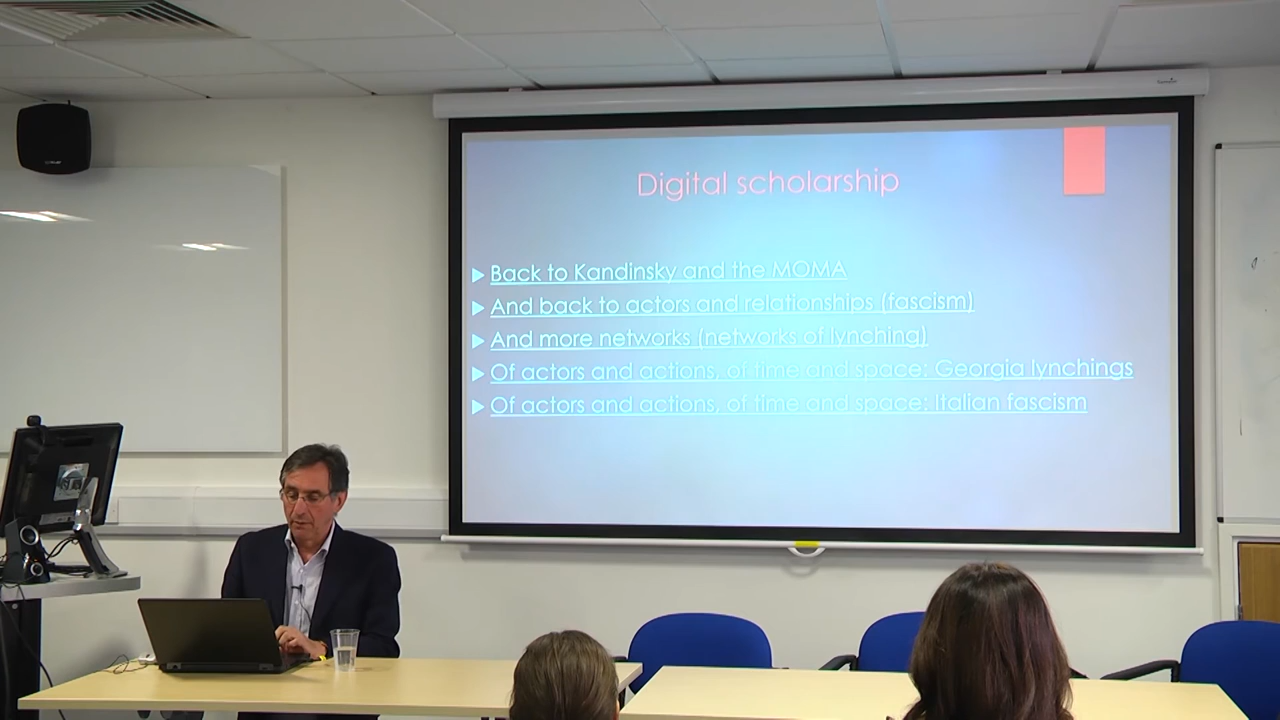 Digital scholarship
Back to Kandinsky and the MOMA
And back to actors and relationships (fascism)
And more networks (networks of lynching)
Of actors and actions, of time and space: Georgia lynchings
Of actors and actions, of time and space: Italian fascism